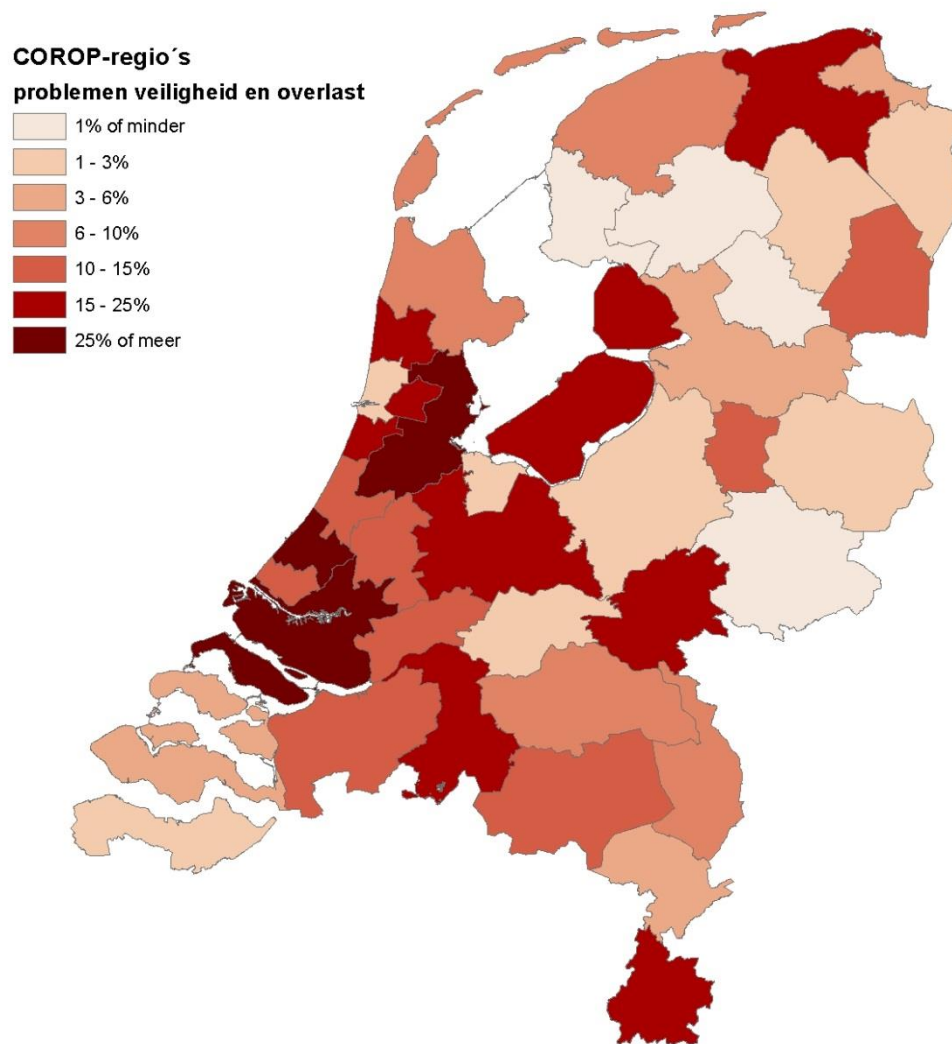 COROP-regio´s
problemen veiligheid en overlast
1% of minder
1 - 3%
3 - 6%
6 - 10%
10 - 15%
15 - 25%
25% of meer